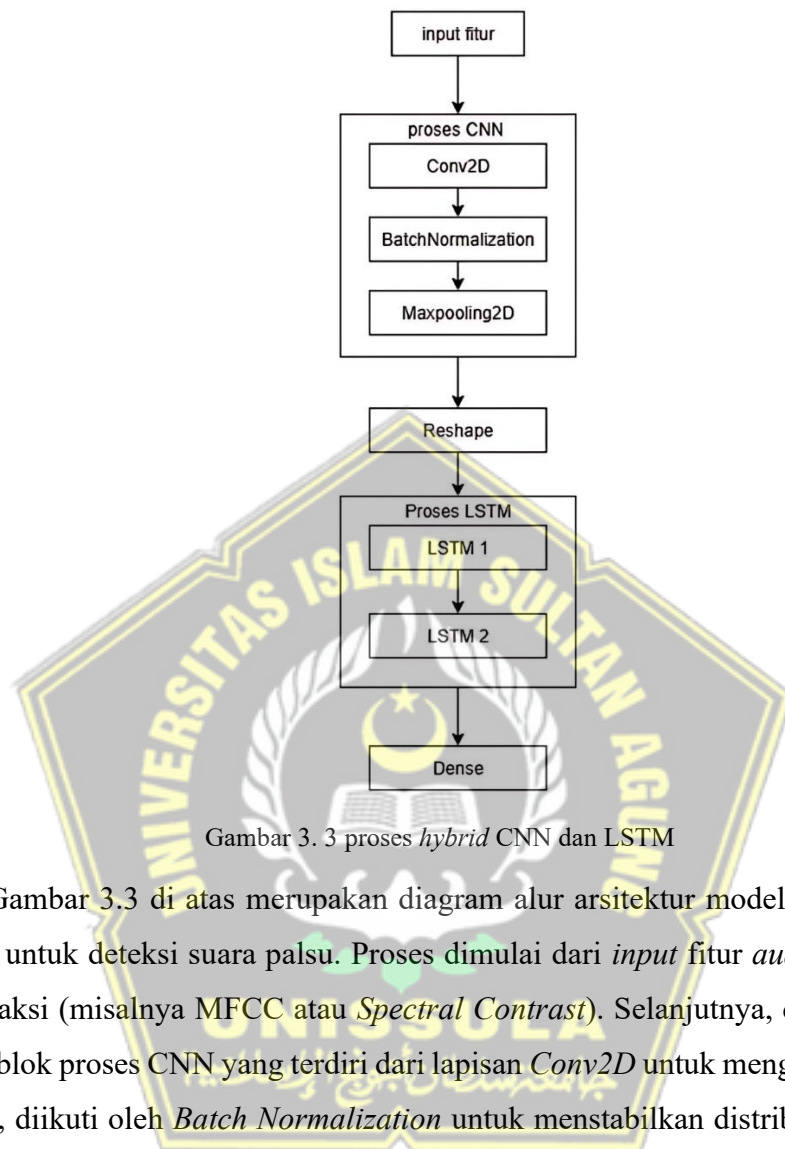 input fitur
proses CNN
Conv2D
BatchNormalization
Maxpooling2D
Reshape
Proses LSTM
LSTM 1
LSTM 2
Dense
UNIVERSITAS ISLAM SULTAN AGUNG
Gambar 3. 3 proses hybrid CNN dan LSTM
Gambar 3.3 di atas merupakan diagram alur arsitektur model
untuk deteksi suara palsu. Proses dimulai dari input fitur
aksi (misalnya MFCC atau Spectral Contrast). Selanjutnya,
UNISSULA
blok proses CNN yang terdiri dari lapisan Conv2D untuk
diikuti oleh Batch Normalization untuk menstabilkan